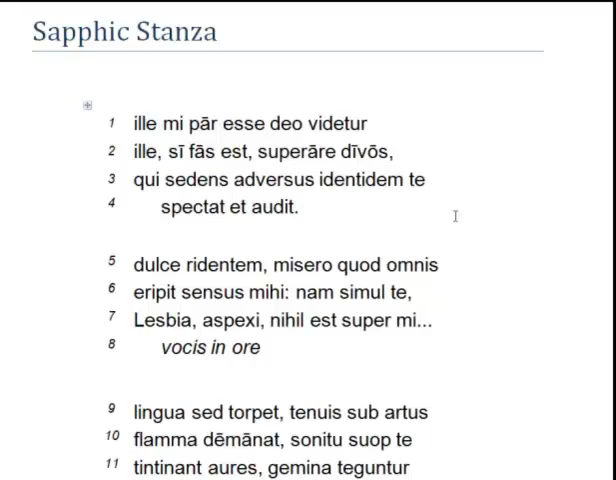 Sapphic Stanza
1 ille mi pār esse deo videtur
2 ille, sī fās est, superāre dīvōs,
3 qui sedens adversus identidem te
4 spectat et audit.
5 dulce ridentem, misero quod omnis
6 eripit sensus mihi: nam simul te,
7 Lesbia, aspexi, nihil est super mi...
8 vocis in ore
9 lingua sed torpet, tenuis sub artus
10 flamma dēmānat, sonitu suop te
11 tintinant aures, gemina teguntur